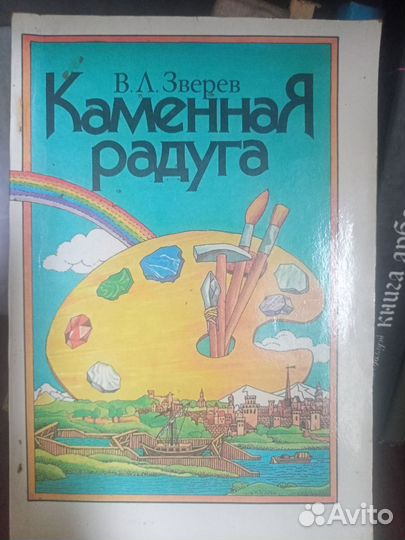 В. Л. Зверев
Каменная
радуга
книга
Avito